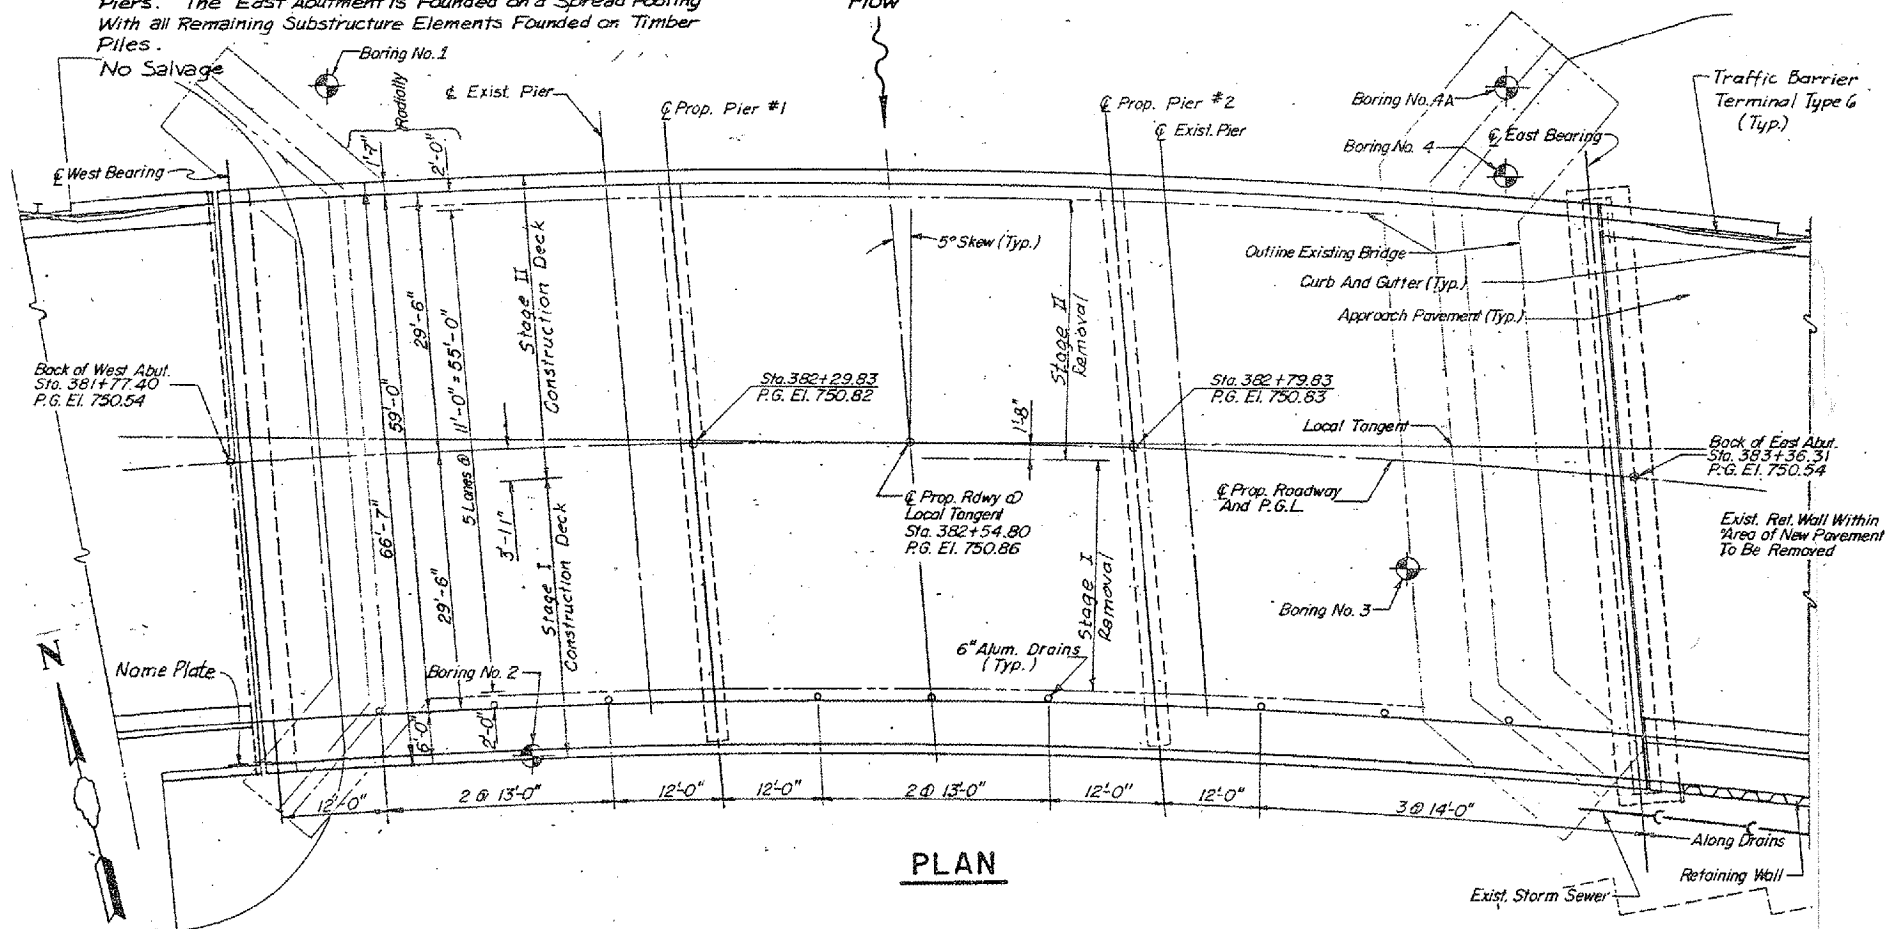 Piers. The East Abutment is Founded on a Spread Footing
With all Remaining Substructure Elements Founded on Timber
Piles.
No Salvage
Flow
Boring No. 1
Radially
1'-7"
2'-0"
℄ Exist. Pier
℄ Prop. Pier #1
℄ Prop. Pier #2
℄ Exist. Pier
Boring No. 4A
Boring No. 4
℄ East Bearing
Traffic Barrier
Terminal Type 6
(Typ.)
℄ West Bearing
5° Skew (Typ.)
Outline Existing Bridge
Curb And Gutter (Typ.)
Approach Pavement (Typ.)
Stage II
Construction Deck
Stage II
Removal
29'-6"
59'-0"
66'-7"
5 Lanes @ 11'-0" = 55'-0"
29'-6"
3'-11"
1'-8"
Back of West Abut.
Sta. 381+77.40
P.G. El. 750.54
Sta. 382+29.83
P.G. El. 750.82
Sta. 382+79.83
P.G. El. 750.83
Local Tangent
Back of East Abut.
Sta. 383+36.31
P.G. El. 750.54
℄ Prop. Rdwy @
Local Tangent
Sta. 382+54.80
P.G. El. 750.86
℄ Prop. Roadway
And P.G.L.
Exist. Ret. Wall Within
Area of New Pavement
To Be Removed
Stage I
Construction Deck
Stage I
Removal
Boring No. 3
N
Name Plate
Boring No. 2
6" Alum. Drains
(Typ.)
6'-0"
2'-0"
12'-0"
2 @ 13'-0"
12'-0"
12'-0"
2 @ 13'-0"
12'-0"
12'-0"
3 @ 14'-0"
Along Drains
Retaining Wall
Exist. Storm Sewer
PLAN